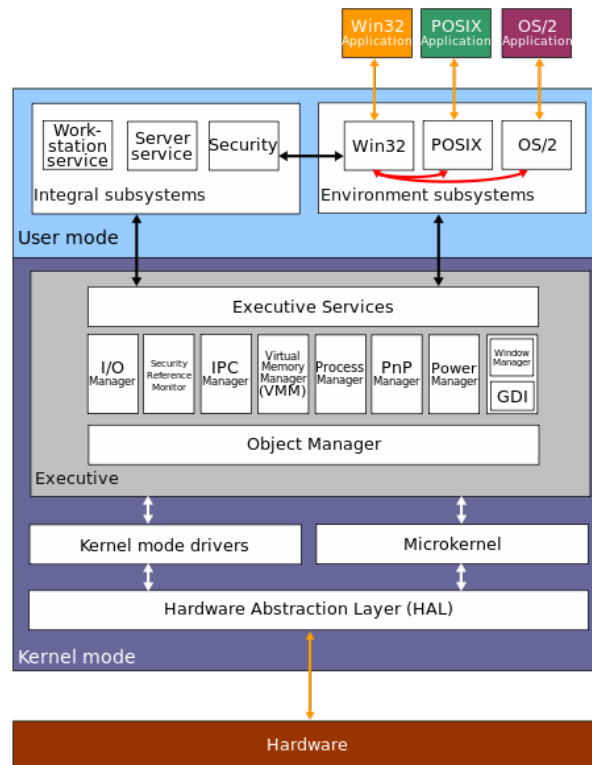 Win32
Application
POSIX
Application
OS/2
Application
Work-
station
service
Server
service
Security
Integral subsystems
Win32
POSIX
OS/2
Environment subsystems
User mode
Executive Services
I/O
Manager
Security
Reference
Monitor
IPC
Manager
Virtual
Memory
Manager
(VMM)
Process
Manager
PnP
Manager
Power
Manager
Window
Manager
GDI
Object Manager
Executive
Kernel mode drivers
Microkernel
Hardware Abstraction Layer (HAL)
Kernel mode
Hardware